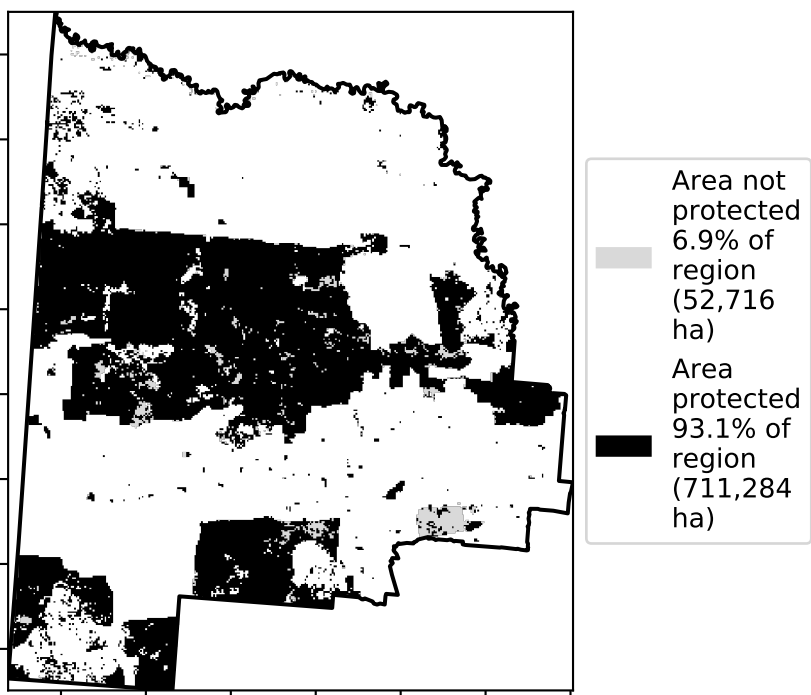 Area not
protected
6.9% of
region
(52,716
ha)
Area
protected
93.1% of
region
(711,284
ha)